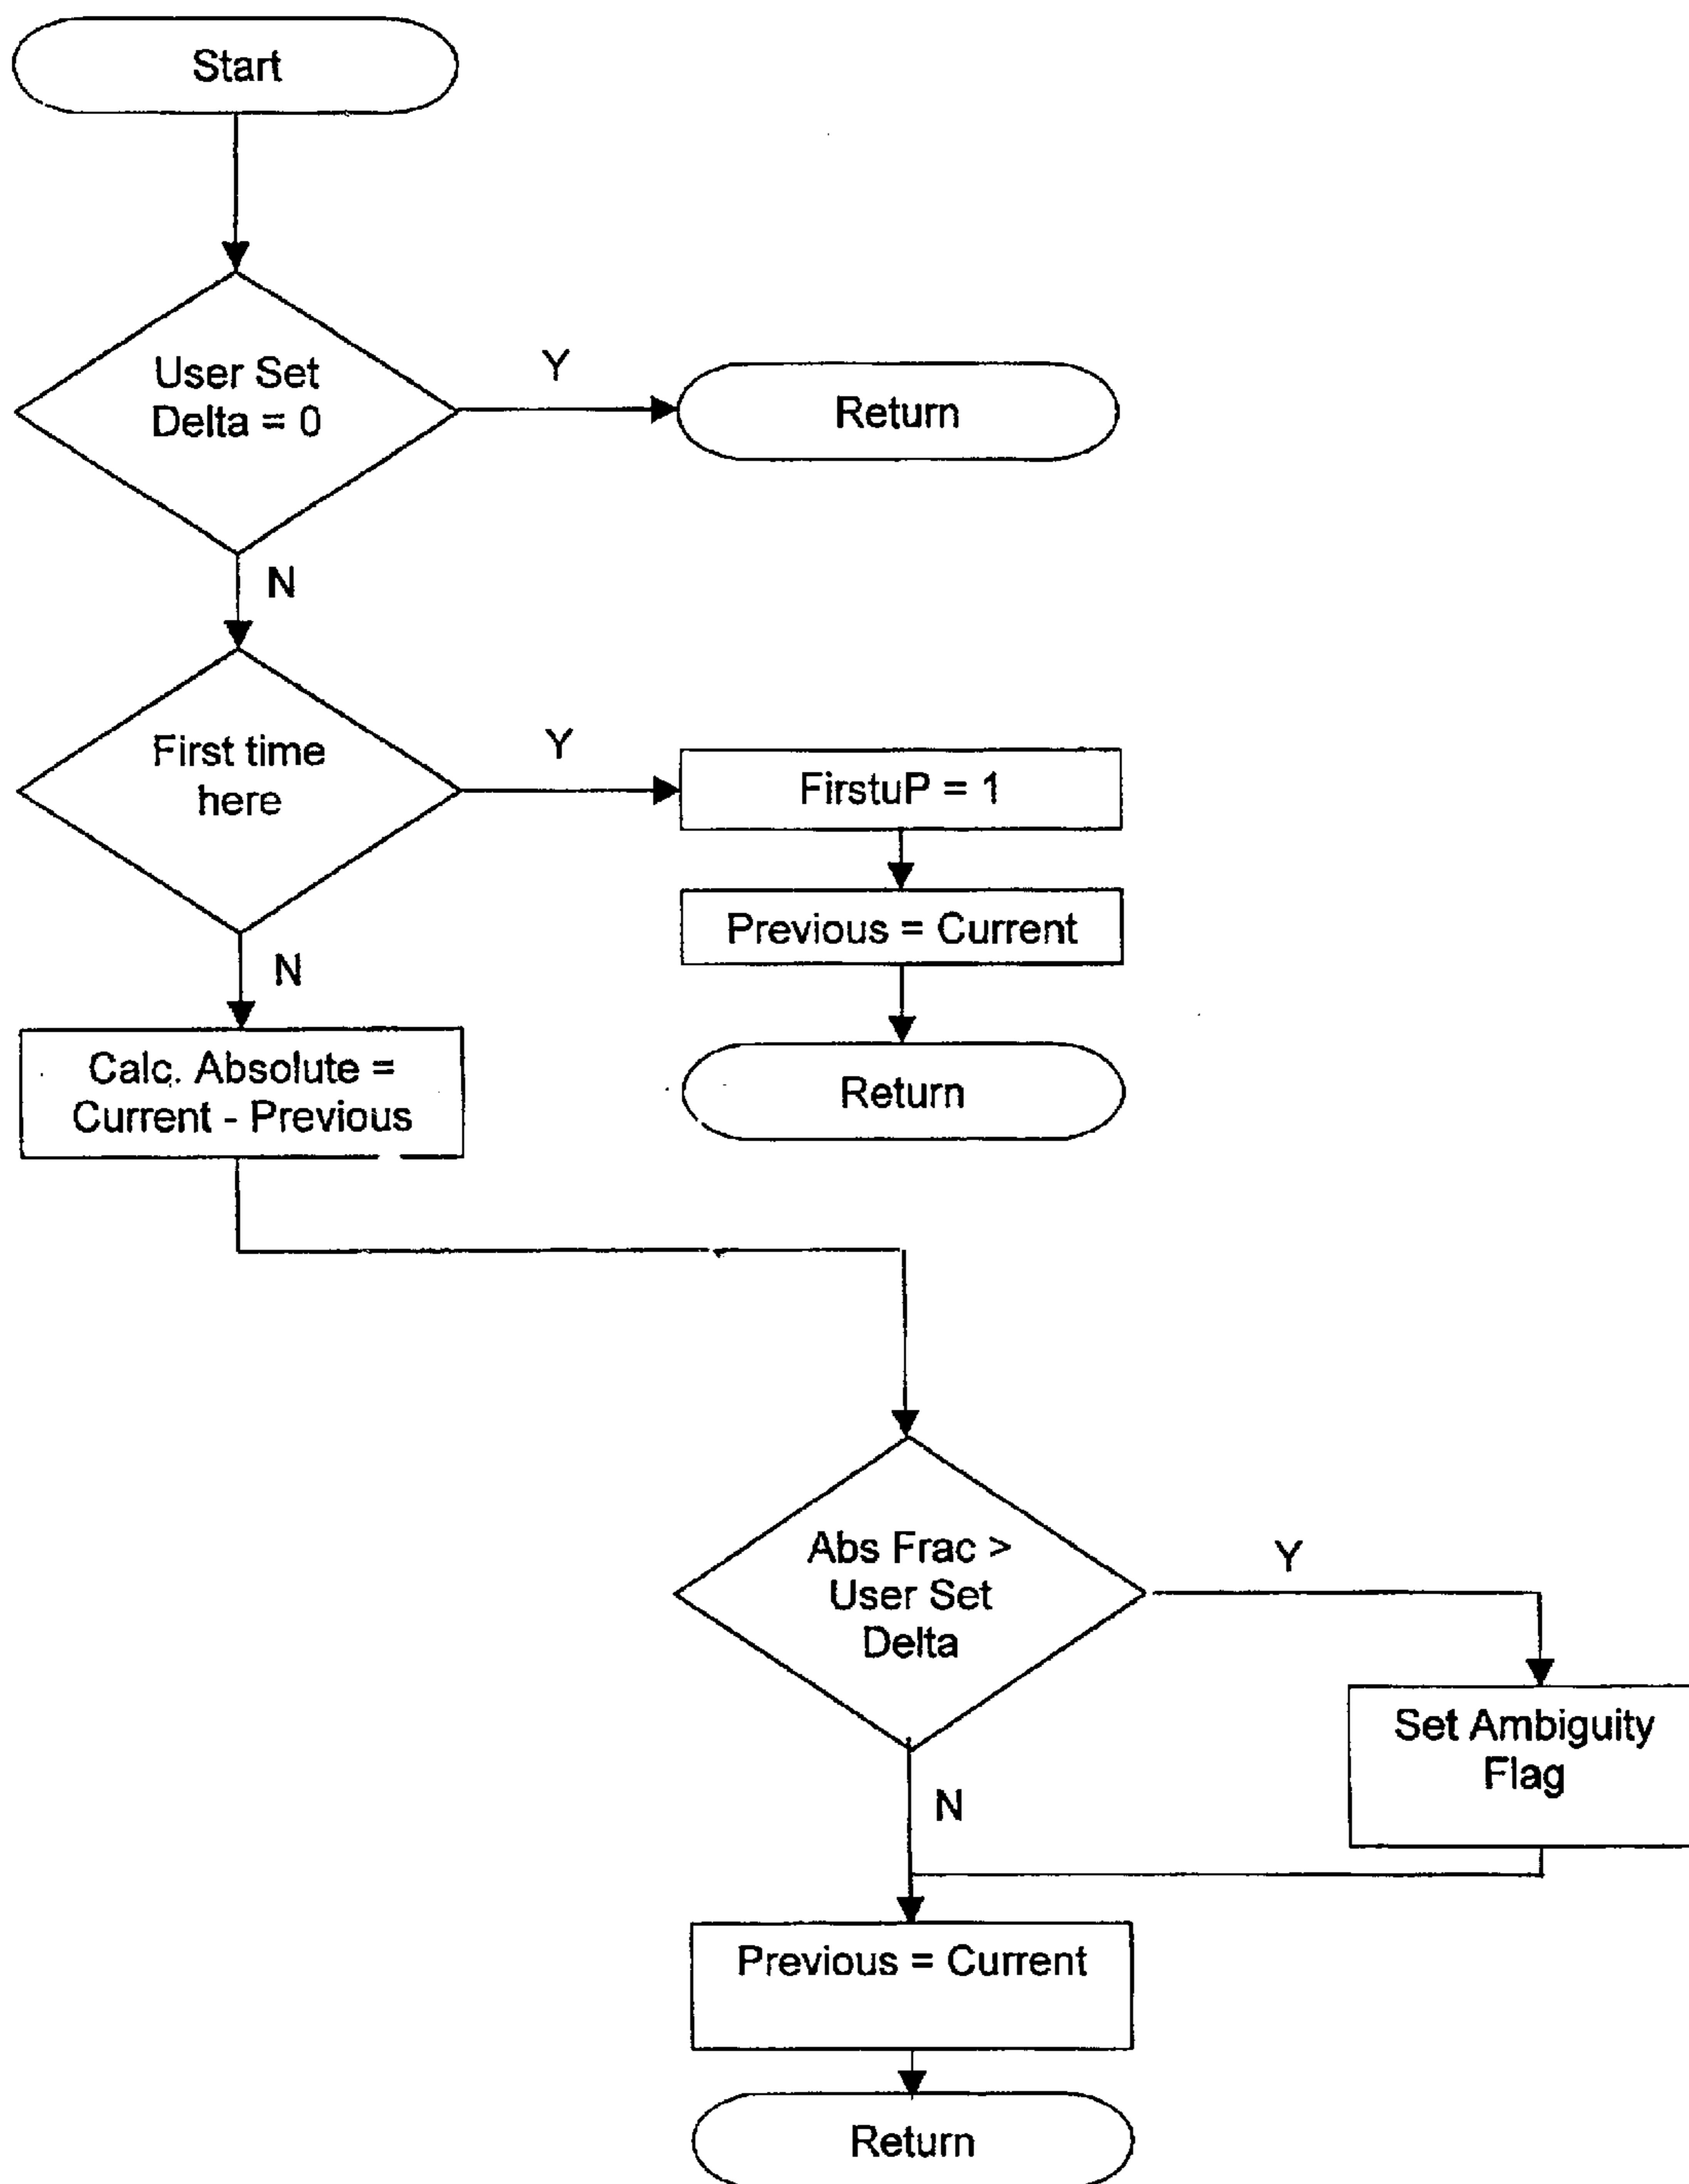 Start
User Set
Delta = 0
Y
Return
N
First time
here
Y
FirstuP = 1
Previous = Current
Return
N
Calc. Absolute =
Current - Previous
Abs Frac >
User Set
Delta
Y
Set Ambiguity
Flag
N
Previous = Current
Return